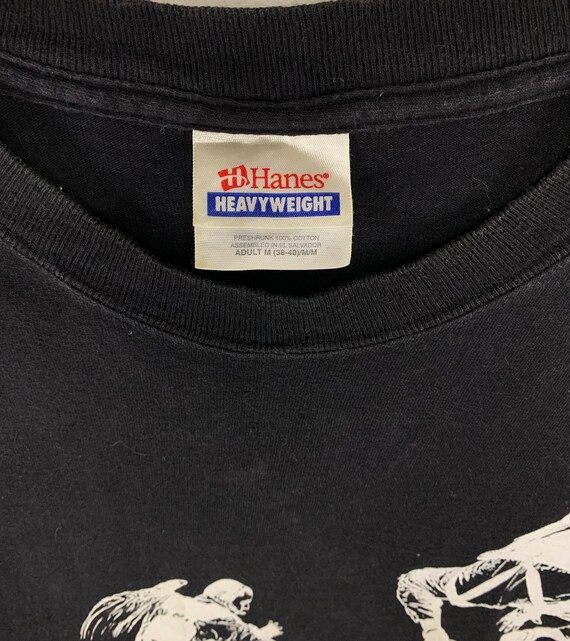 Hanes®
HEAVYWEIGHT
PRESHRUNK 100% COTTON
ASSEMBLED IN EL SALVADOR
ADULT M (38-40)/M/M